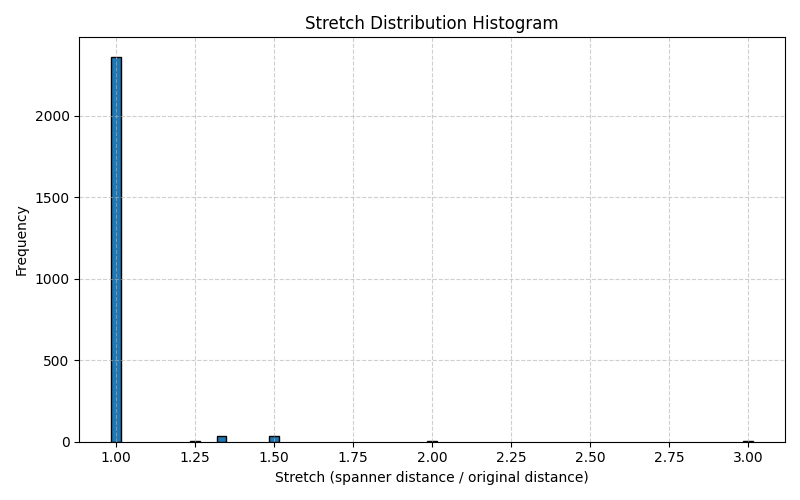 Stretch Distribution Histogram
Frequency
2000
1500
1000
500
0
1.00 1.25 1.50 1.75 2.00 2.25 2.50 2.75 3.00
Stretch (spanner distance / original distance)